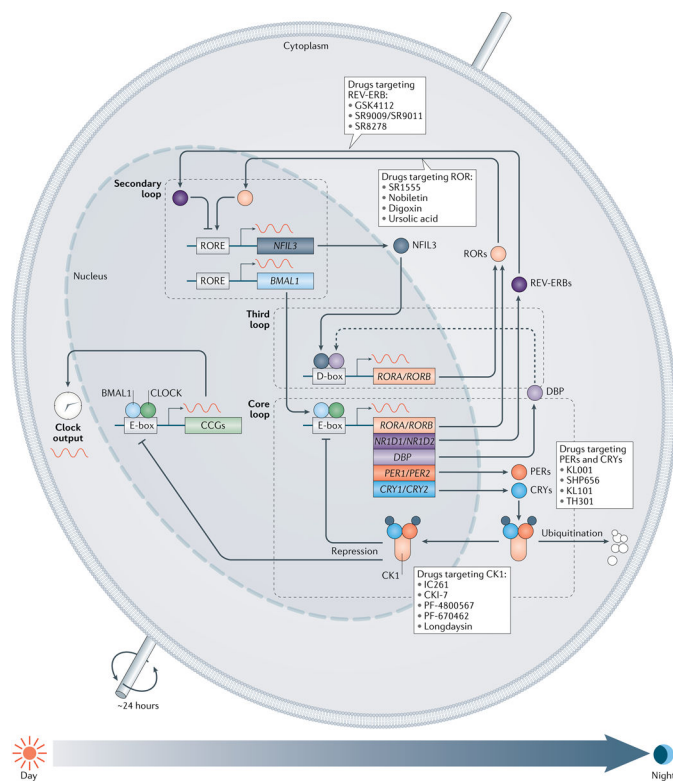 Cytoplasm
Drugs targeting
REV-ERB:
• GSK4112
• SR9009/SR9011
• SR8278
Secondary
loop
Drugs targeting ROR:
• SR1555
• Nobiletin
• Digoxin
• Ursolic acid
RORE
NFIL3
NFIL3
RORs
RORE
BMAL1
REV-ERBs
Nucleus
Third
loop
D-box
RORA/RORB
DBP
BMAL1
CLOCK
Core
loop
E-box
CCGs
Clock
output
E-box
RORA/RORB
NR1D1/NR1D2
DBP
PER1/PER2
CRY1/CRY2
PERs
CRYs
Drugs targeting
PERs and CRYs
• KL001
• SHP656
• KL101
• TH301
Repression
Ubiquitination
CK1
Drugs targeting CK1:
• IC261
• CKI-7
• PF-4800567
• PF-670462
• Longdaysin
~24 hours
Day
Night